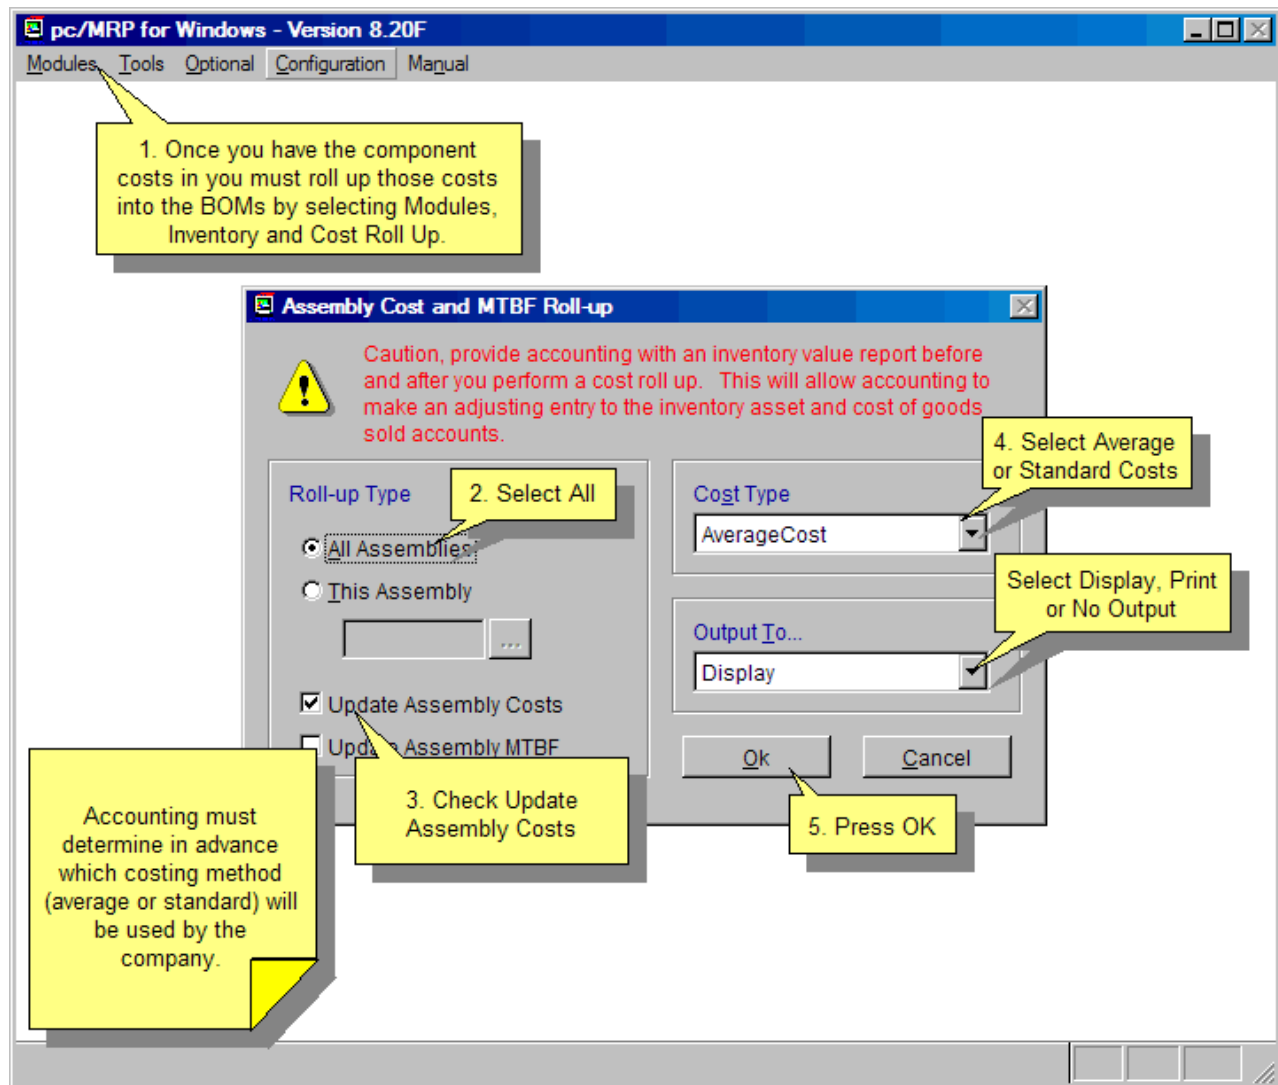 pc/MRP for Windows - Version 8.20F
Modules Tools Optional Configuration Manual
1. Once you have the component
costs in you must roll up those costs
into the BOMs by selecting Modules,
Inventory and Cost Roll Up.
Assembly Cost and MTBF Roll-up
Caution, provide accounting with an inventory value report before
and after you perform a cost roll up. This will allow accounting to
make an adjusting entry to the inventory asset and cost of goods
sold accounts.
4. Select Average
or Standard Costs
Roll-up Type
2. Select All
Cost Type
AverageCost
All Assemblies
This Assembly
...
Select Display, Print
or No Output
Output To...
Display
Update Assembly Costs
Update Assembly MTBF
Ok
Cancel
3. Check Update
Assembly Costs
5. Press OK
Accounting must
determine in advance
which costing method
(average or standard) will
be used by the
company.